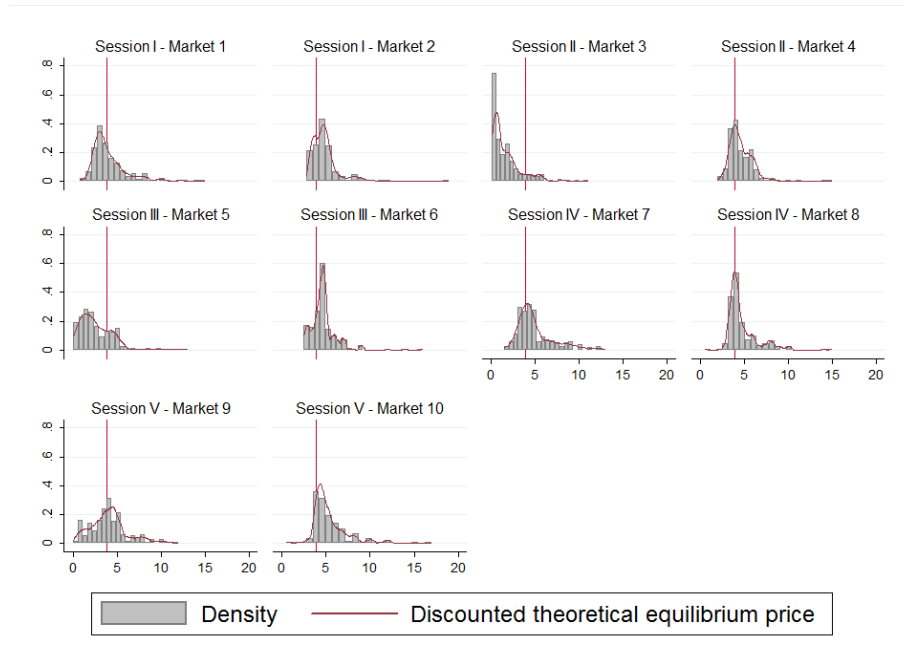 Session I - Market 1 Session I - Market 2 Session II - Market 3 Session II - Market 4
.8
.6
.4
.2
0
Session III - Market 5 Session III - Market 6 Session IV - Market 7 Session IV - Market 8
.8
.6
.4
.2
0
0 5 10 15 20 0 5 10 15 20
Session V - Market 9 Session V - Market 10
.8
.6
.4
.2
0
0 5 10 15 20 0 5 10 15 20
Density Discounted theoretical equilibrium price